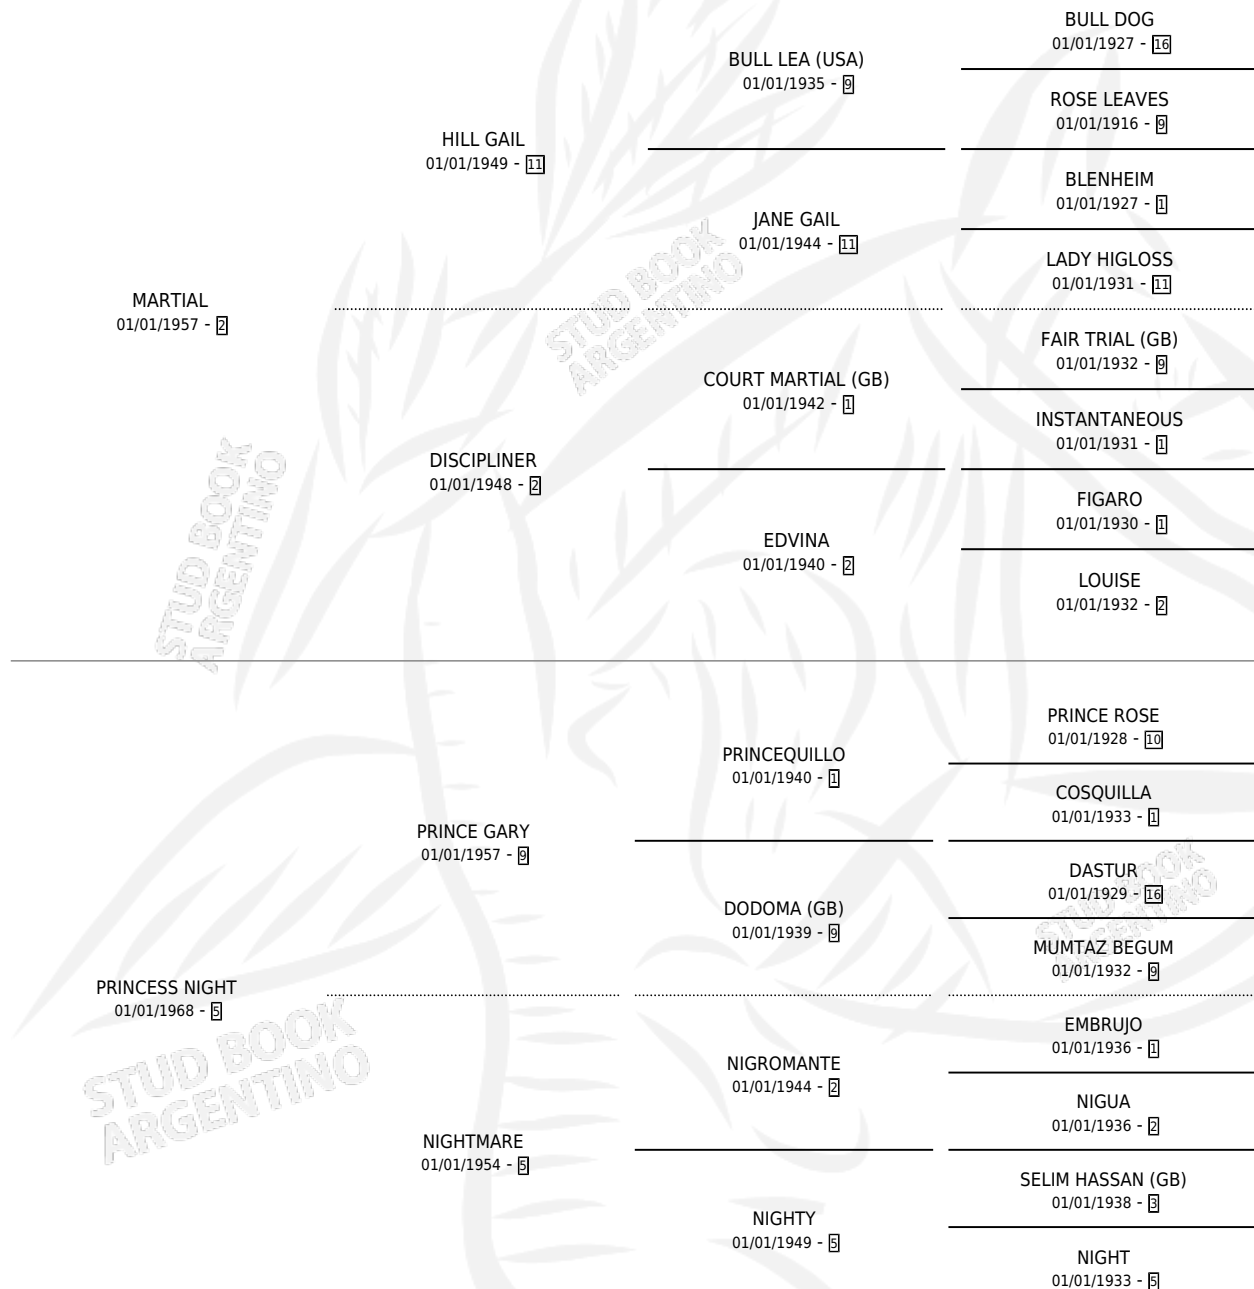 BULL DOG
01/01/1927 - 16
BULL LEA (USA)
01/01/1935 - 9
ROSE LEAVES
01/01/1916 - 9
HILL GAIL
01/01/1949 - 11
BLENHEIM
01/01/1927 - 1
JANE GAIL
01/01/1944 - 11
LADY HIGLOSS
01/01/1931 - 11
MARTIAL
01/01/1957 - 2
FAIR TRIAL (GB)
01/01/1932 - 9
COURT MARTIAL (GB)
01/01/1942 - 1
INSTANTANEOUS
01/01/1931 - 1
DISCIPLINER
01/01/1948 - 2
FIGARO
01/01/1930 - 1
EDVINA
01/01/1940 - 2
LOUISE
01/01/1932 - 2
PRINCE ROSE
01/01/1928 - 10
PRINCEQUILLO
01/01/1940 - 1
COSQUILLA
01/01/1933 - 1
PRINCE GARY
01/01/1957 - 9
DASTUR
01/01/1929 - 16
DODOMA (GB)
01/01/1939 - 9
MUMTAZ BEGUM
01/01/1932 - 9
PRINCESS NIGHT
01/01/1968 - 5
EMBRUJO
01/01/1936 - 1
NIGROMANTE
01/01/1944 - 2
NIGUA
01/01/1936 - 2
NIGHTMARE
01/01/1954 - 5
SELIM HASSAN (GB)
01/01/1938 - 3
NIGHTY
01/01/1949 - 5
NIGHT
01/01/1933 - 5
STUD BOOK
ARGENTINO
STUD BOOK
ARGENTINO
STUD BOOK
ARGENTINO
STUD BOOK
ARGENTINO